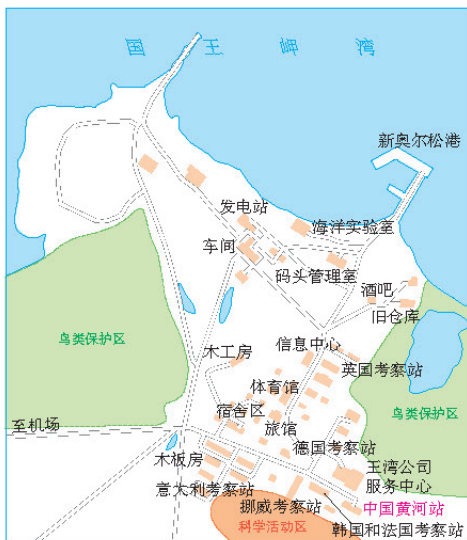 国王岬湾
新奥尔松港
发电站
海洋实验室
车间
码头管理室
酒吧
旧仓库
鸟类保护区
木工房
信息中心
英国考察站
体育馆
宿舍区
鸟类保护区
至机场
旅馆
德国考察站
木板房
王湾公司
服务中心
意大利考察站
挪威考察站
中国黄河站
科学活动区
韩国和法国考察站